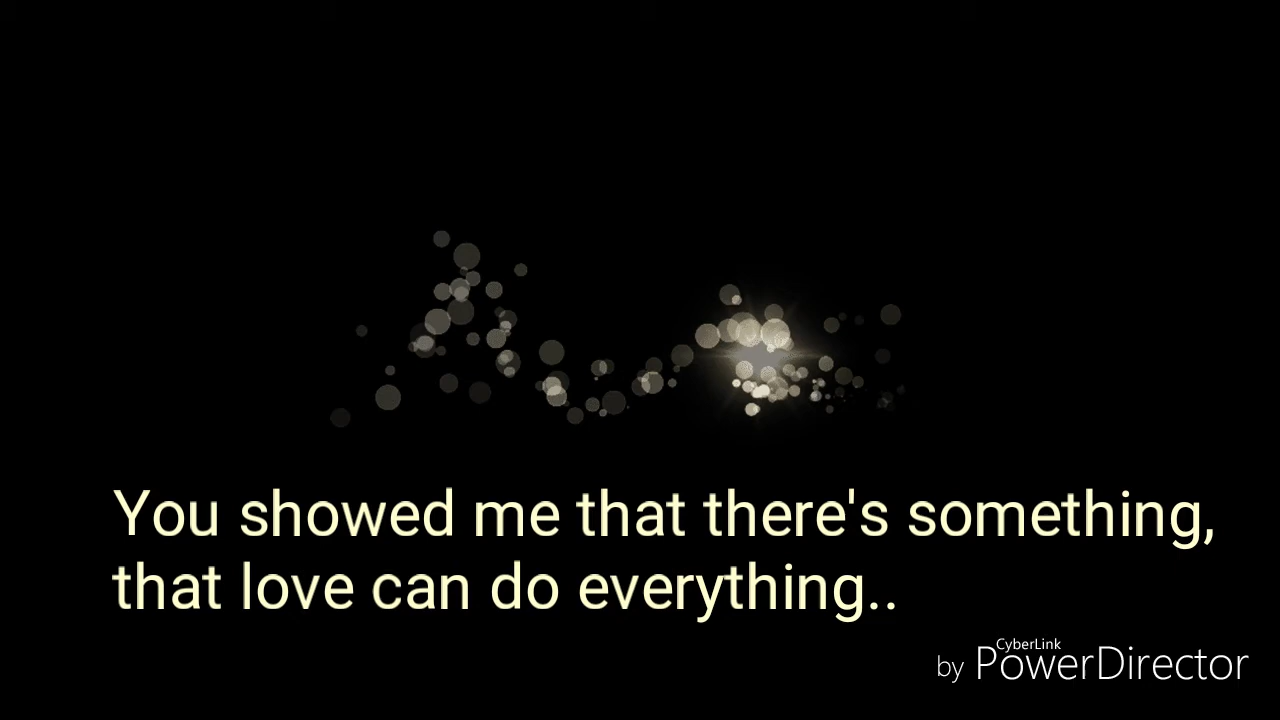 You showed me that there's something,
that love can do everything..
CyberLink
by PowerDirector